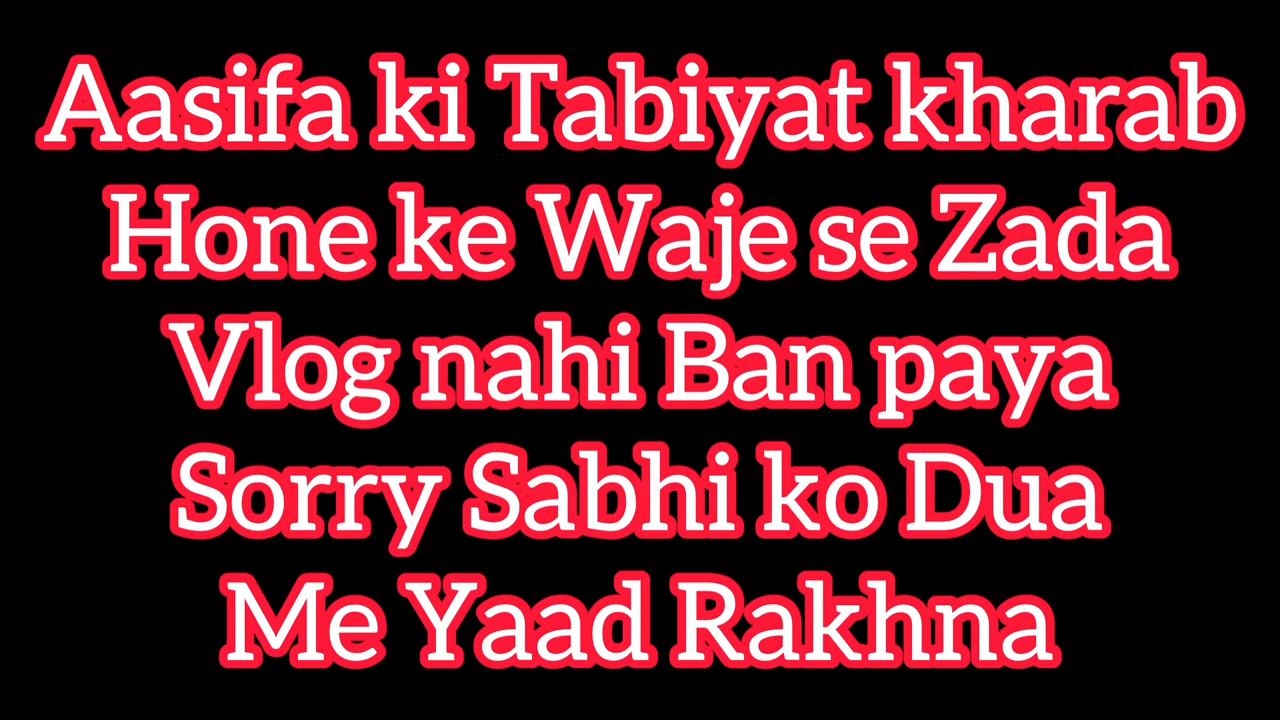 Aasifa ki Tabiyat kharab
Hone ke Waje se Zada
Vlog nahi Ban paya
Sorry Sabhi ko Dua
Me Yaad Rakhna